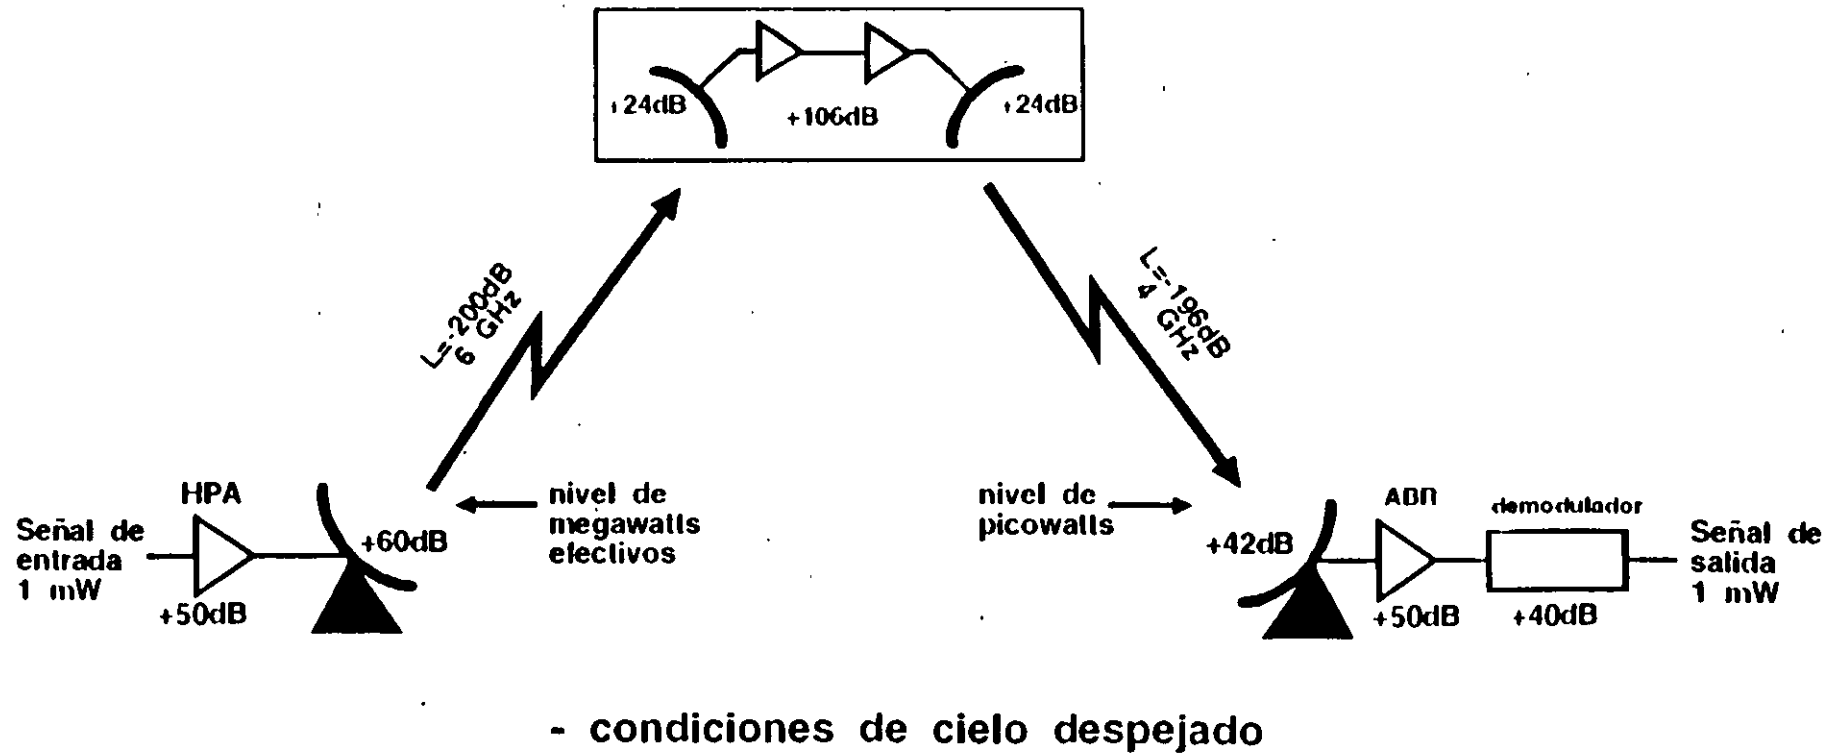 +24dB
+106dB
+24dB
L=-200dB
6 GHz
L=-196dB
4 GHz
HPA
Señal de
entrada
1 mW
+50dB
+60dB
nivel de
megawatts
efectivos
nivel de
picowatts
+42dB
ABR
+50dB
demodulador
+40dB
Señal de
salida
1 mW
- condiciones de cielo despejado